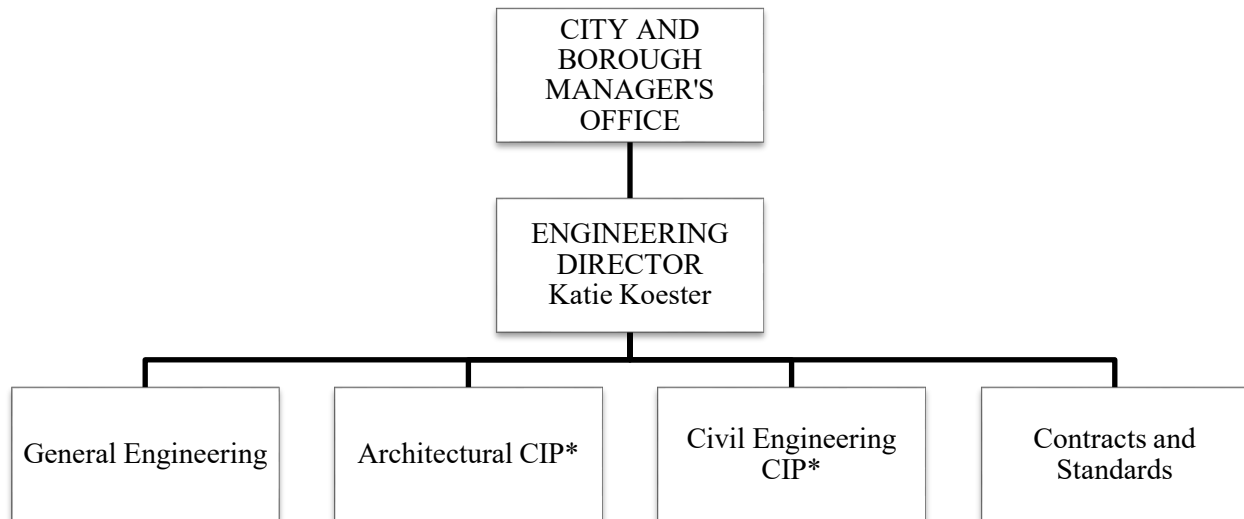 CITY AND
BOROUGH
MANAGER'S
OFFICE
ENGINEERING
DIRECTOR
Katie Koester
General Engineering
Architectural CIP*
Civil Engineering
CIP*
Contracts and
Standards